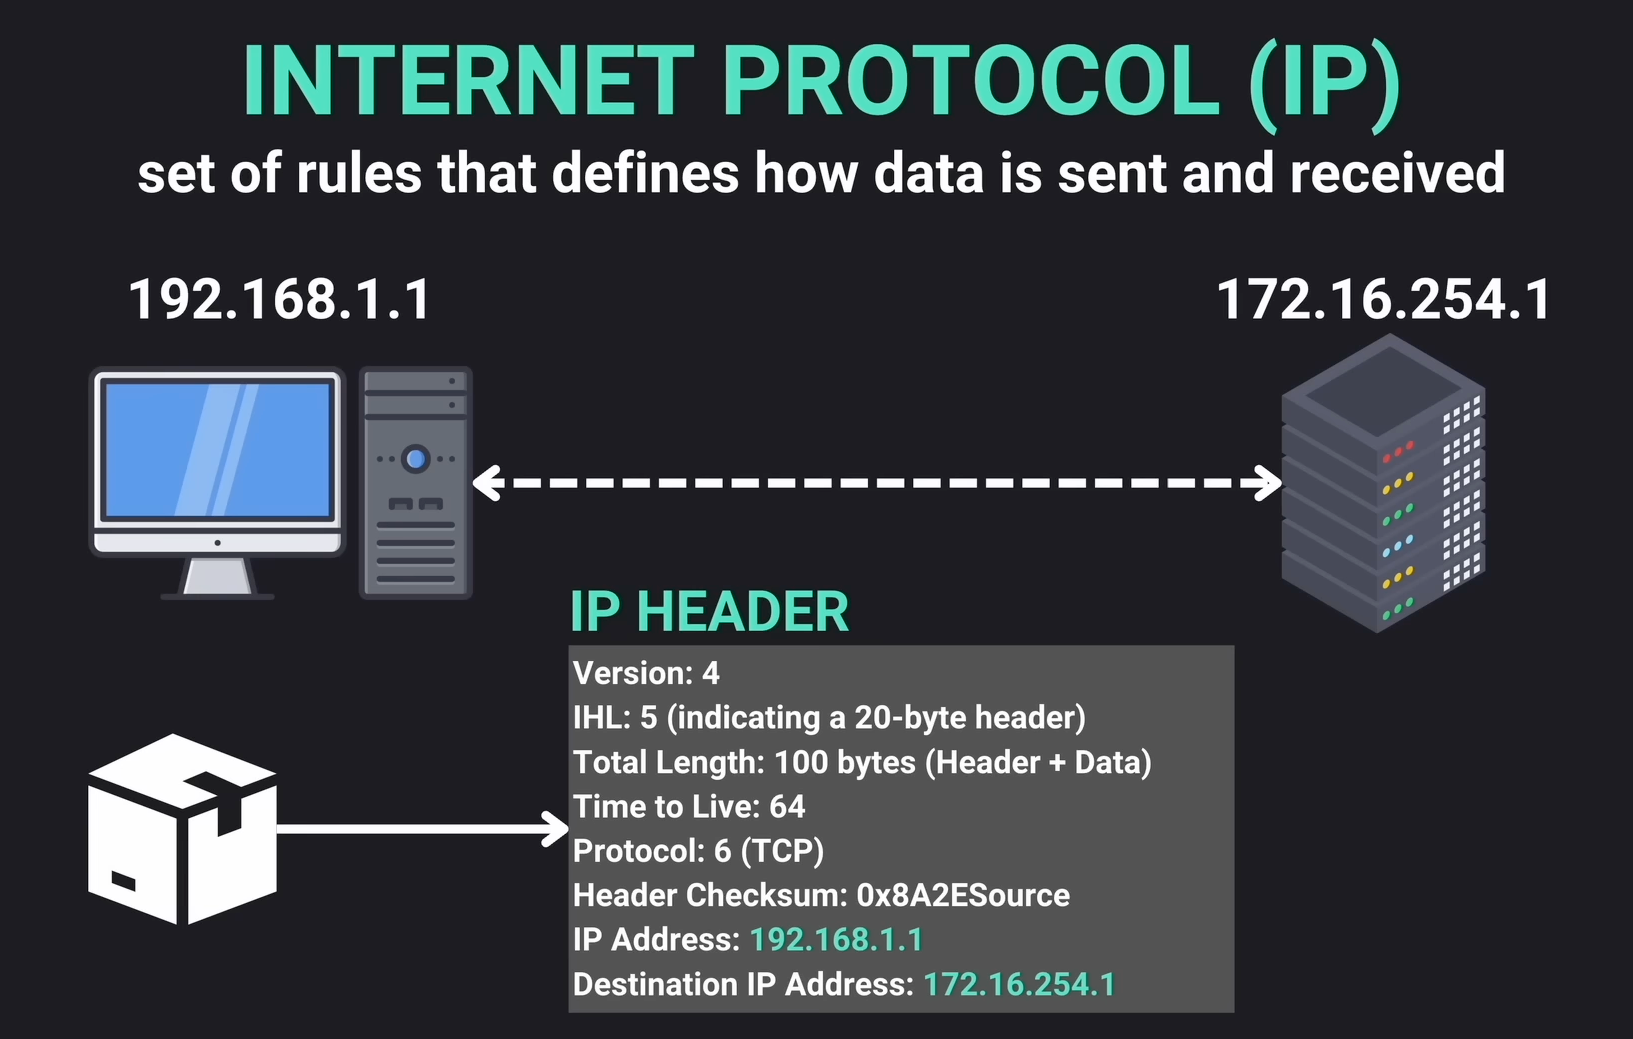 INTERNET PROTOCOL (IP)
set of rules that defines how data is sent and received
192.168.1.1
172.16.254.1
IP HEADER
Version: 4
IHL: 5 (indicating a 20-byte header)
Total Length: 100 bytes (Header + Data)
Time to Live: 64
Protocol: 6 (TCP)
Header Checksum: 0x8A2ESource
IP Address: 192.168.1.1
Destination IP Address: 172.16.254.1